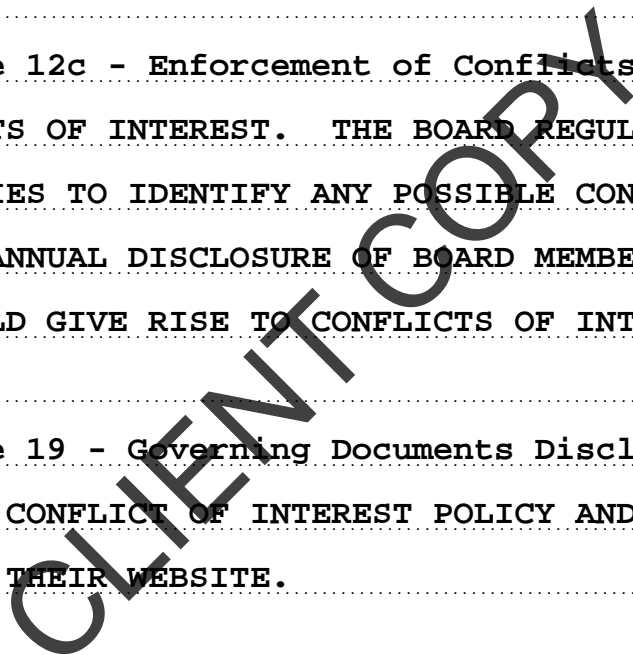 e 12c - Enforcement of Conflicts
TS OF INTEREST. THE BOARD REGUL
IES TO IDENTIFY ANY POSSIBLE CON
ANNUAL DISCLOSURE OF BOARD MEMBE
LD GIVE RISE TO CONFLICTS OF INT
e 19 - Governing Documents Discl
CONFLICT OF INTEREST POLICY AND
THEIR WEBSITE.
CLIENT COPY